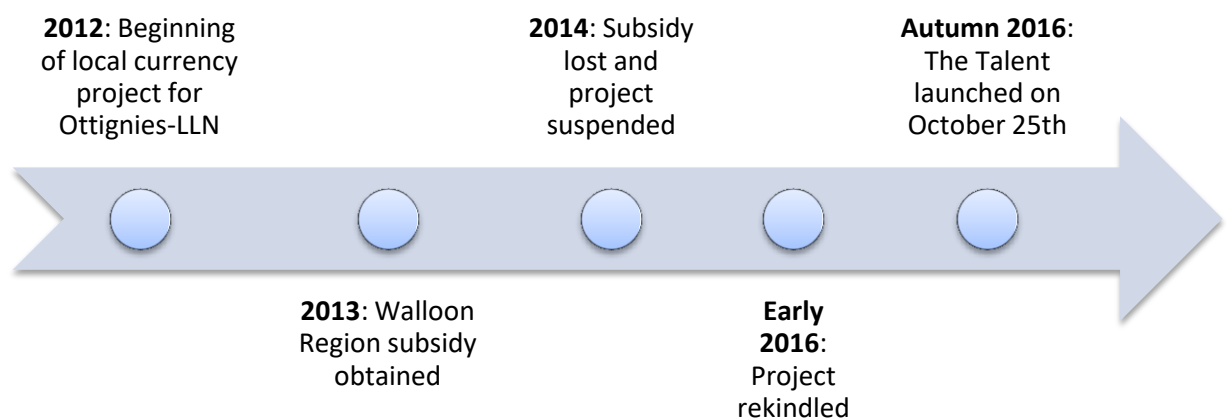 2012: Beginning
of local currency
project for
Ottignies-LLN
2013: Walloon
Region subsidy
obtained
2014: Subsidy
lost and
project
suspended
Early
2016:
Project
rekindled
Autumn 2016:
The Talent
launched on
October 25th